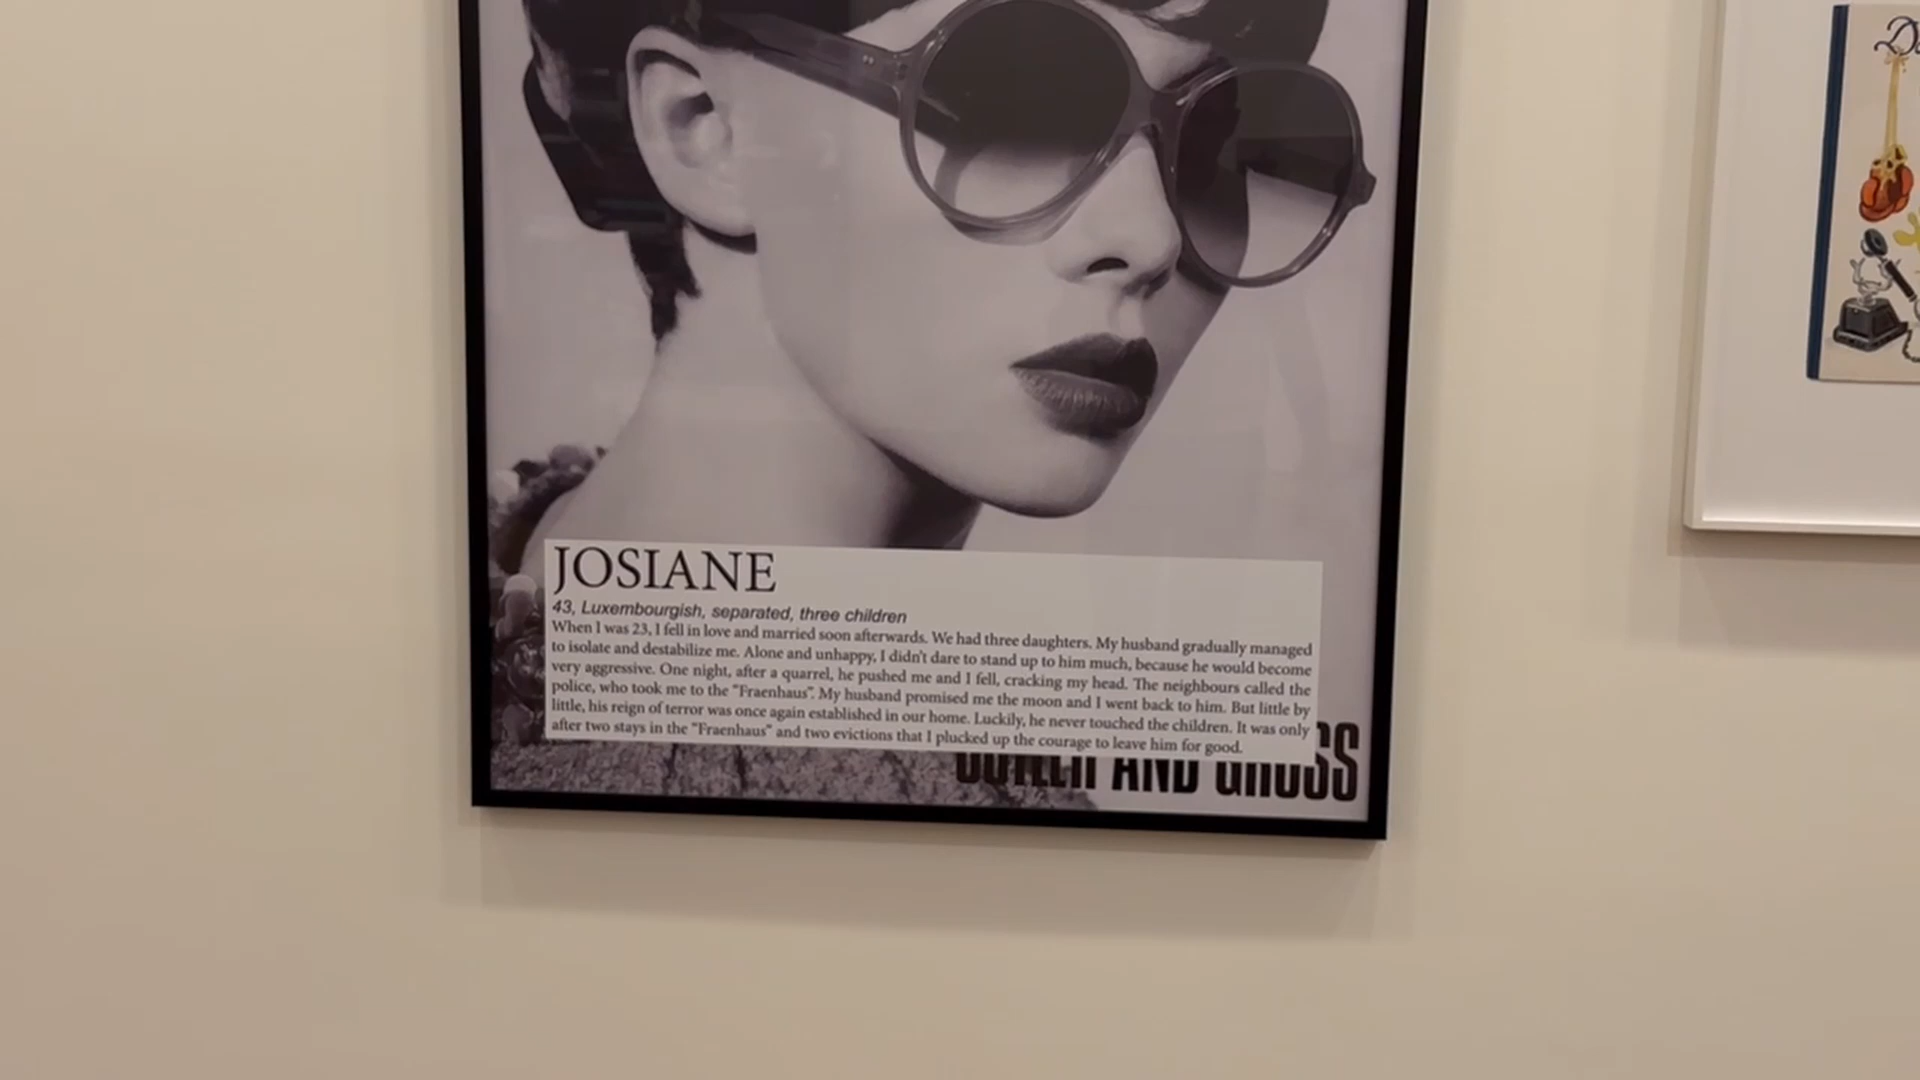 JOSIANE
43, Luxembourgish, separated, three children
When I was 23, I fell in love and married soon afterwards. We had three daughters. My husband gradually managed
to isolate and destabilize me. Alone and unhappy, I didn't dare to stand up to him much, because he would become
very aggressive. One night, after a quarrel, he pushed me and I fell, cracking my head. The neighbours called the
police, who took me to the "Fraenhaus". My husband promised me the moon and I went back to him. But little by
little, his reign of terror was once again established in our home. Luckily, he never touched the children. It was only
after two stays in the "Fraenhaus" and two evictions that I plucked up the courage to leave him for good.
CUTLER AND GROSS